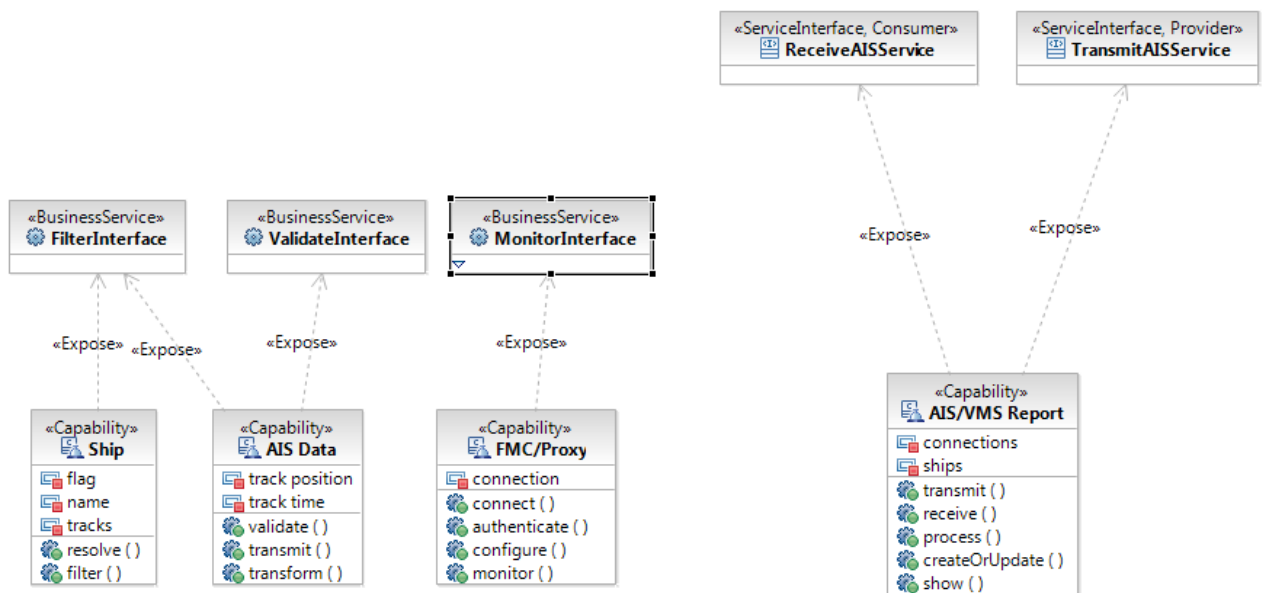 «ServiceInterface, Consumer»
ReceiveAISService
«ServiceInterface, Provider»
TransmitAISService
«BusinessService»
FilterInterface
«BusinessService»
ValidateInterface
«BusinessService»
MonitorInterface
«Expose»
«Expose»
«Expose»
«Expose»
«Expose»
«Expose»
«Capability»
Ship
flag
name
tracks
resolve ( )
filter ( )
«Capability»
AIS Data
track position
track time
validate ( )
transmit ( )
transform ( )
«Capability»
FMC/Proxy
connection
connect ( )
authenticate ( )
configure ( )
monitor ( )
«Capability»
AIS/VMS Report
connections
ships
transmit ( )
receive ( )
process ( )
createOrUpdate ( )
show ( )